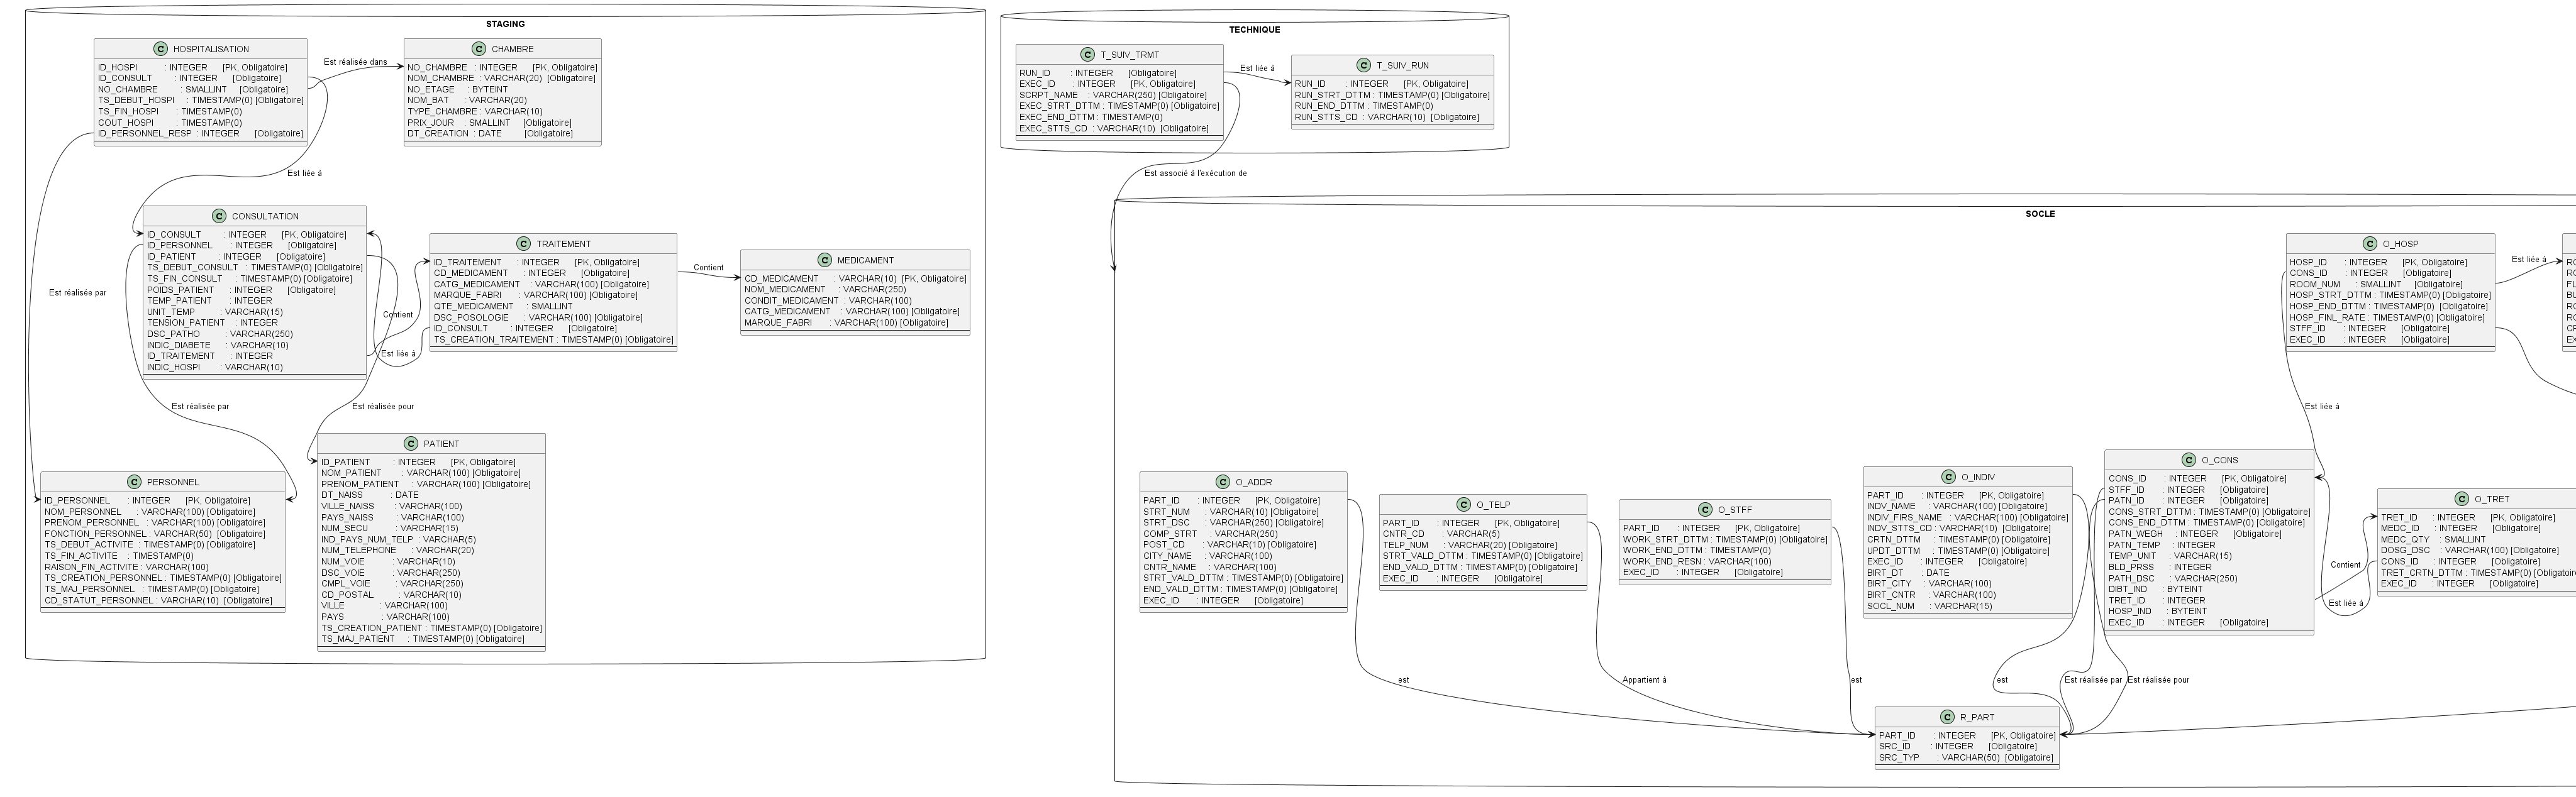 STAGING
HOSPITALISATION
ID_HOSPI : INTEGER [PK, Obligatoire]
ID_CONSULT : INTEGER [Obligatoire]
NO_CHAMBRE : SMALLINT [Obligatoire]
TS_DEBUT_HOSPI : TIMESTAMP(0) [Obligatoire]
TS_FIN_HOSPI : TIMESTAMP(0)
COUT_HOSPI : TIMESTAMP(0)
ID_PERSONNEL_RESP : INTEGER [Obligatoire]
Est réalisée dans
CHAMBRE
NO_CHAMBRE : INTEGER [PK, Obligatoire]
NOM_CHAMBRE : VARCHAR(20) [Obligatoire]
NO_ETAGE : BYTEINT
NOM_BAT : VARCHAR(20)
TYPE_CHAMBRE : VARCHAR(10)
PRIX_JOUR : SMALLINT [Obligatoire]
DT_CREATION : DATE [Obligatoire]
Est liée à
Est réalisée par
CONSULTATION
ID_CONSULT : INTEGER [PK, Obligatoire]
ID_PERSONNEL : INTEGER [Obligatoire]
ID_PATIENT : INTEGER [Obligatoire]
TS_DEBUT_CONSULT : TIMESTAMP(0) [Obligatoire]
TS_FIN_CONSULT : TIMESTAMP(0) [Obligatoire]
POIDS_PATIENT : INTEGER [Obligatoire]
TEMP_PATIENT : INTEGER
UNIT_TEMP : VARCHAR(15)
TENSION_PATIENT : INTEGER
DSC_PATHO : VARCHAR(250)
INDIC_DIABETE : VARCHAR(10)
ID_TRAITEMENT : INTEGER
INDIC_HOSPI : VARCHAR(10)
Contient
Est liée à
TRAITEMENT
ID_TRAITEMENT : INTEGER [PK, Obligatoire]
CD_MEDICAMENT : INTEGER [Obligatoire]
CATG_MEDICAMENT : VARCHAR(100) [Obligatoire]
MARQUE_FABRI : VARCHAR(100) [Obligatoire]
QTE_MEDICAMENT : SMALLINT
DSC_POSOLOGIE : VARCHAR(100) [Obligatoire]
ID_CONSULT : INTEGER [Obligatoire]
TS_CREATION_TRAITEMENT : TIMESTAMP(0) [Obligatoire]
Contient
MEDICAMENT
CD_MEDICAMENT : VARCHAR(10) [PK, Obligatoire]
NOM_MEDICAMENT : VARCHAR(250)
CONDIT_MEDICAMENT : VARCHAR(100)
CATG_MEDICAMENT : VARCHAR(100) [Obligatoire]
MARQUE_FABRI : VARCHAR(100) [Obligatoire]
Est réalisée par
Est réalisée pour
PERSONNEL
ID_PERSONNEL : INTEGER [PK, Obligatoire]
NOM_PERSONNEL : VARCHAR(100) [Obligatoire]
PRENOM_PERSONNEL : VARCHAR(100) [Obligatoire]
FONCTION_PERSONNEL : VARCHAR(50) [Obligatoire]
TS_DEBUT_ACTIVITE : TIMESTAMP(0) [Obligatoire]
TS_FIN_ACTIVITE : TIMESTAMP(0)
RAISON_FIN_ACTIVITE : VARCHAR(100)
TS_CREATION_PERSONNEL : TIMESTAMP(0) [Obligatoire]
TS_MAJ_PERSONNEL : TIMESTAMP(0) [Obligatoire]
CD_STATUT_PERSONNEL : VARCHAR(10) [Obligatoire]
PATIENT
ID_PATIENT : INTEGER [PK, Obligatoire]
NOM_PATIENT : VARCHAR(100) [Obligatoire]
PRENOM_PATIENT : VARCHAR(100) [Obligatoire]
DT_NAISS : DATE
VILLE_NAISS : VARCHAR(100)
PAYS_NAISS : VARCHAR(100)
NUM_SECU : VARCHAR(15)
IND_PAYS_NUM_TELP : VARCHAR(5)
NUM_TELEPHONE : VARCHAR(20)
NUM_VOIE : VARCHAR(10)
DSC_VOIE : VARCHAR(250)
CMPL_VOIE : VARCHAR(250)
CD_POSTAL : VARCHAR(10)
VILLE : VARCHAR(100)
PAYS : VARCHAR(100)
TS_CREATION_PATIENT : TIMESTAMP(0) [Obligatoire]
TS_MAJ_PATIENT : TIMESTAMP(0) [Obligatoire]
TECHNIQUE
T_SUIV_TRMT
RUN_ID : INTEGER [Obligatoire]
EXEC_ID : INTEGER [PK, Obligatoire]
SCRPT_NAME : VARCHAR(250) [Obligatoire]
EXEC_STRT_DTTM : TIMESTAMP(0) [Obligatoire]
EXEC_END_DTTM : TIMESTAMP(0)
EXEC_STTS_CD : VARCHAR(10) [Obligatoire]
Est liée à
T_SUIV_RUN
RUN_ID : INTEGER [PK, Obligatoire]
RUN_STRT_DTTM : TIMESTAMP(0) [Obligatoire]
RUN_END_DTTM : TIMESTAMP(0)
RUN_STTS_CD : VARCHAR(10) [Obligatoire]
Est associé à l'exécution de
SOCLE
O_HOSP
HOSP_ID : INTEGER [PK, Obligatoire]
CONS_ID : INTEGER [Obligatoire]
ROOM_NUM : SMALLINT [Obligatoire]
HOSP_STRT_DTTM : TIMESTAMP(0) [Obligatoire]
HOSP_END_DTTM : TIMESTAMP(0) [Obligatoire]
HOSP_FINL_RATE : TIMESTAMP(0) [Obligatoire]
STFF_ID : INTEGER [Obligatoire]
EXEC_ID : INTEGER [Obligatoire]
Est liée à
Est liée à
O_ADDR
PART_ID : INTEGER [PK, Obligatoire]
STRT_NUM : VARCHAR(10) [Obligatoire]
STRT_DSC : VARCHAR(250) [Obligatoire]
COMP_STRT : VARCHAR(250)
POST_CD : VARCHAR(10) [Obligatoire]
CITY_NAME : VARCHAR(100)
CNTR_NAME : VARCHAR(100)
STRT_VALD_DTTM : TIMESTAMP(0) [Obligatoire]
END_VALD_DTTM : TIMESTAMP(0) [Obligatoire]
EXEC_ID : INTEGER [Obligatoire]
O_TELP
PART_ID : INTEGER [PK, Obligatoire]
CNTR_CD : VARCHAR(5)
TELP_NUM : VARCHAR(20) [Obligatoire]
STRT_VALD_DTTM : TIMESTAMP(0) [Obligatoire]
END_VALD_DTTM : TIMESTAMP(0) [Obligatoire]
EXEC_ID : INTEGER [Obligatoire]
O_STFF
PART_ID : INTEGER [PK, Obligatoire]
WORK_STRT_DTTM : TIMESTAMP(0) [Obligatoire]
WORK_END_DTTM : TIMESTAMP(0)
WORK_END_RESN : VARCHAR(100)
EXEC_ID : INTEGER [Obligatoire]
O_INDIV
PART_ID : INTEGER [PK, Obligatoire]
INDV_NAME : VARCHAR(100) [Obligatoire]
INDIV_FIRS_NAME : VARCHAR(100) [Obligatoire]
INDV_STTS_CD : VARCHAR(10) [Obligatoire]
CRTN_DTTM : TIMESTAMP(0) [Obligatoire]
UPDT_DTTM : TIMESTAMP(0) [Obligatoire]
EXEC_ID : INTEGER [Obligatoire]
BIRT_DT : DATE
BIRT_CITY : VARCHAR(100)
BIRT_CNTR : VARCHAR(100)
SOCL_NUM : VARCHAR(15)
O_CONS
CONS_ID : INTEGER [PK, Obligatoire]
STFF_ID : INTEGER [Obligatoire]
PATN_ID : INTEGER [Obligatoire]
CONS_STRT_DTTM : TIMESTAMP(0) [Obligatoire]
CONS_END_DTTM : TIMESTAMP(0) [Obligatoire]
PATN_WEGH : INTEGER [Obligatoire]
PATN_TEMP : INTEGER
TEMP_UNIT : VARCHAR(15)
BLD_PRSS : INTEGER
PATH_DSC : VARCHAR(250)
DIBT_IND : BYTEINT
TRET_ID : INTEGER
HOSP_IND : BYTEINT
EXEC_ID : INTEGER [Obligatoire]
Contient
Est liée à
O_TRET
TRET_ID : INTEGER [PK, Obligatoire]
MEDC_ID : INTEGER [Obligatoire]
MEDC_QTY : SMALLINT
DOSG_DSC : VARCHAR(100) [Obligatoire]
CONS_ID : INTEGER [Obligatoire]
TRET_CRTN_DTTM : TIMESTAMP(0) [Obligatoire
EXEC_ID : INTEGER [Obligatoire]
est
Appartient à
est
est
Est réalisée par
Est réalisée pour
R_PART
PART_ID : INTEGER [PK, Obligatoire]
SRC_ID : INTEGER [Obligatoire]
SRC_TYP : VARCHAR(50) [Obligatoire]